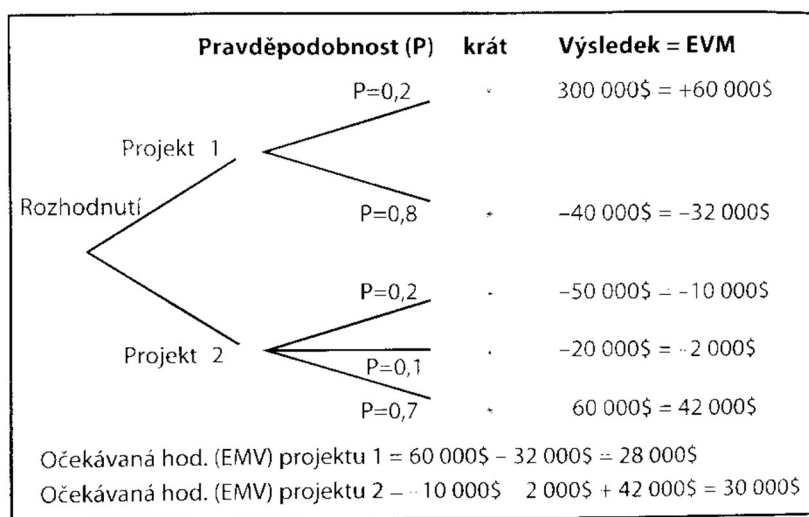 Pravděpodobnost (P) krát Výsledek = EVM
P=0,2 · 300 000$ = +60 000$
Projekt 1
Rozhodnutí
P=0,8 · –40 000$ = –32 000$
P=0,2 · –50 000$ – –10 000$
Projekt 2
P=0,1 · –20 000$ = –2 000$
P=0,7 · 60 000$ = 42 000$
Očekávaná hod. (EMV) projektu 1 = 60 000$ – 32 000$ = 28 000$
Očekávaná hod. (EMV) projektu 2 – –10 000$ 2 000$ + 42 000$ = 30 000$